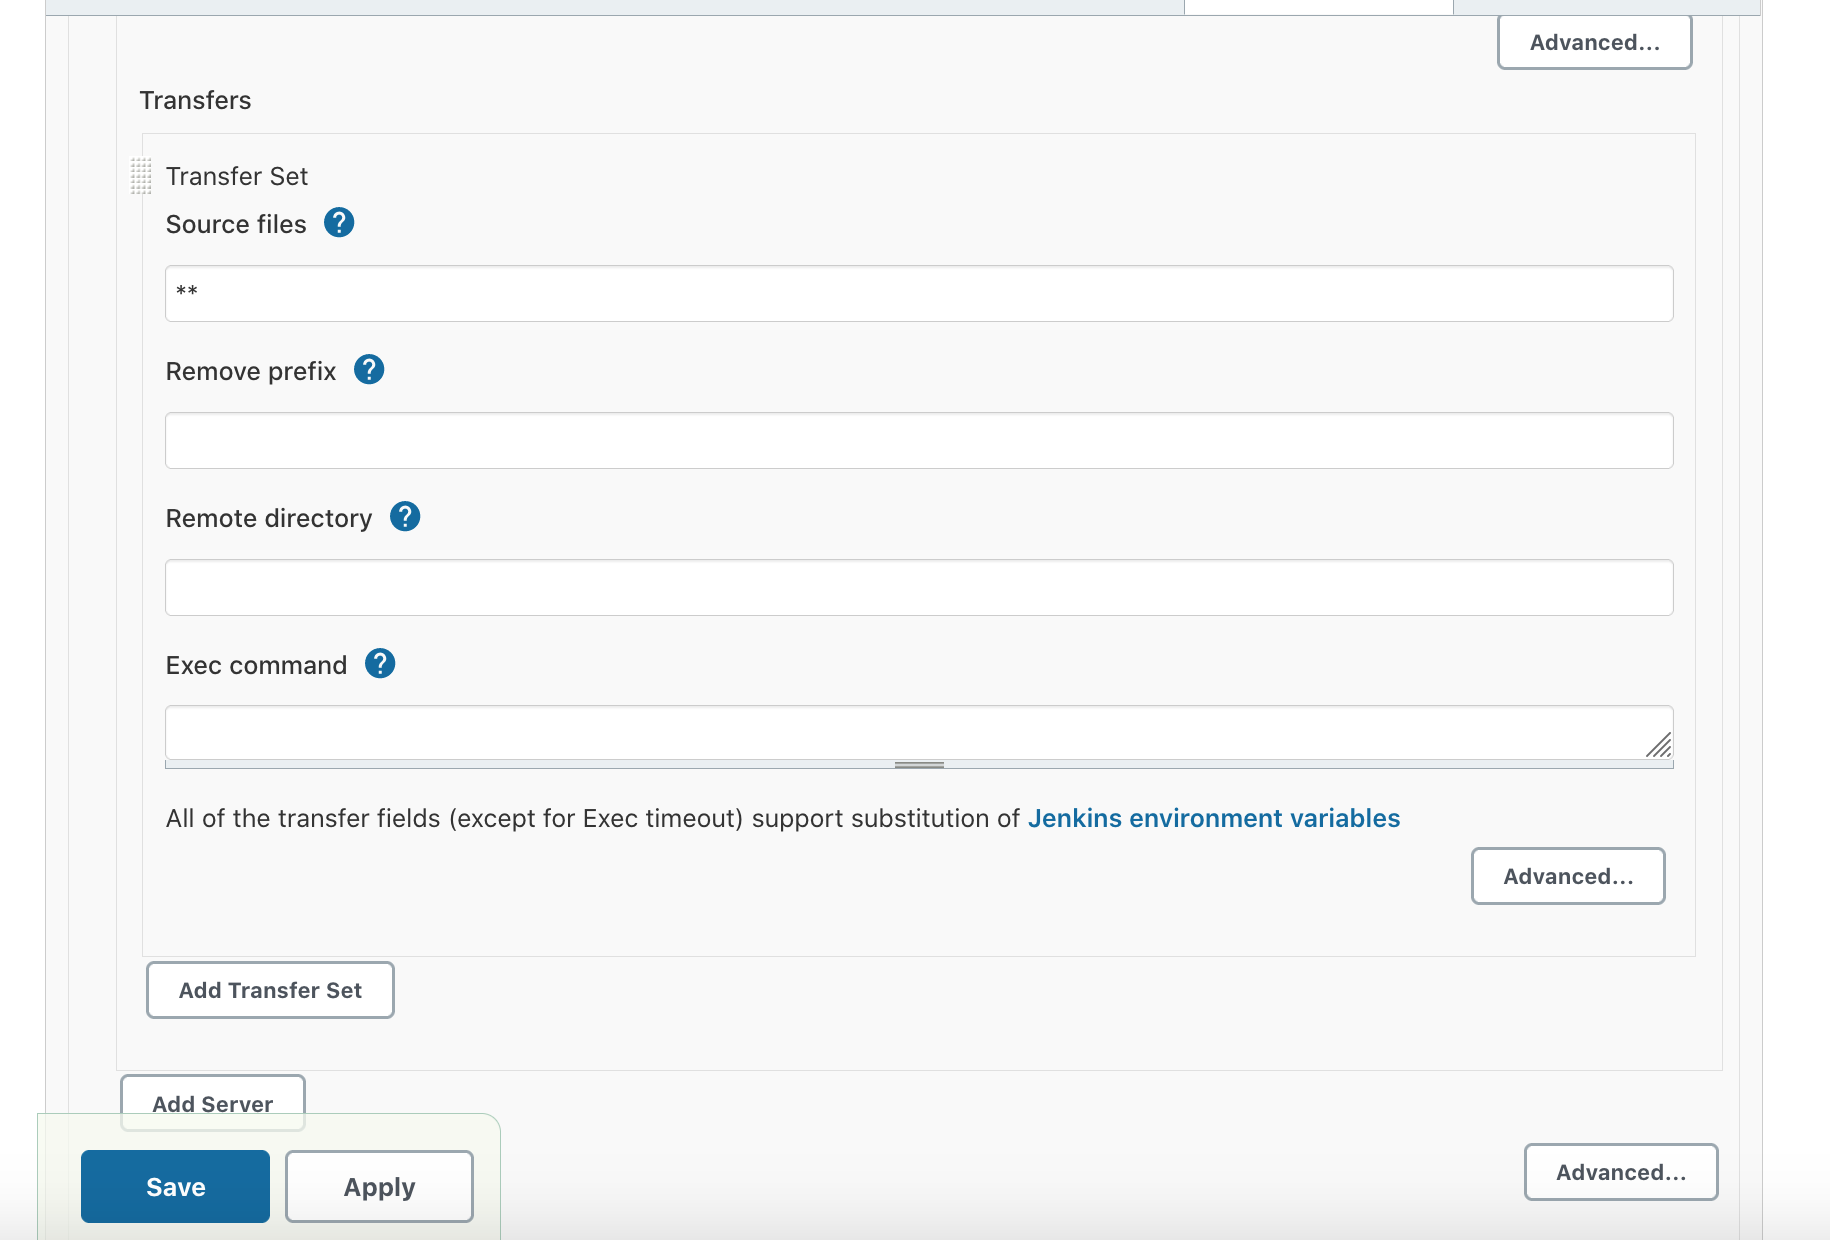 Advanced...
Transfers
Transfer Set
Source files ?
**
Remove prefix ?
Remote directory ?
Exec command ?
All of the transfer fields (except for Exec timeout) support substitution of Jenkins environment variables
Advanced...
Add Transfer Set
Add Server
Save Apply Advanced...